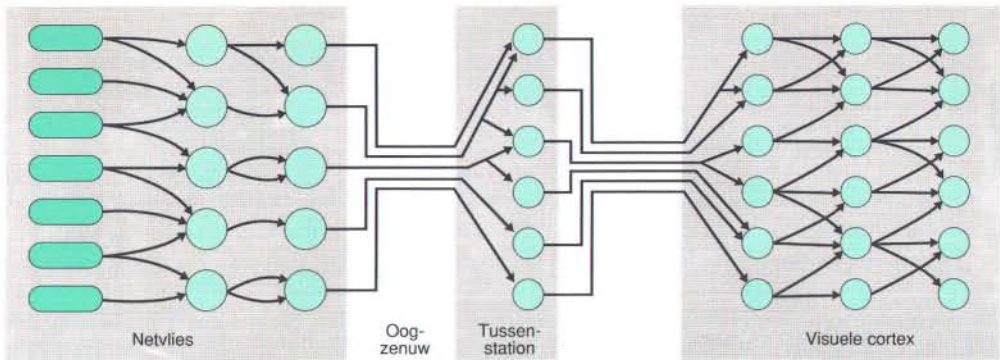 Netvlies
Oog-
zenuw
Tussen-
station
Visuele cortex